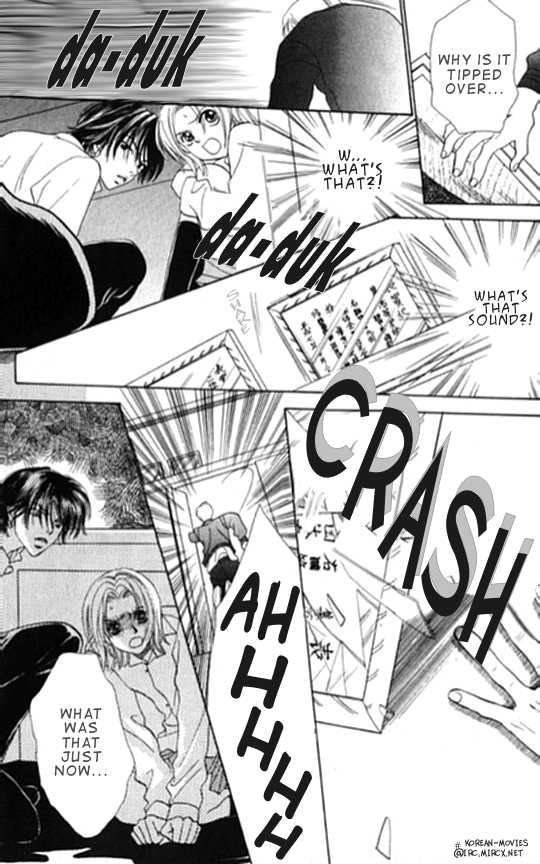 WHY IS IT
TIPPED
OVER...
da-duk
W...
WHAT'S
THAT?!
da-duk
WHAT'S
THAT
SOUND?!
CRASH
AHHHHH
WHAT
WAS
THAT
JUST
NOW...
# KOREAN-MOVIES
@IRC.MIRCX.NET